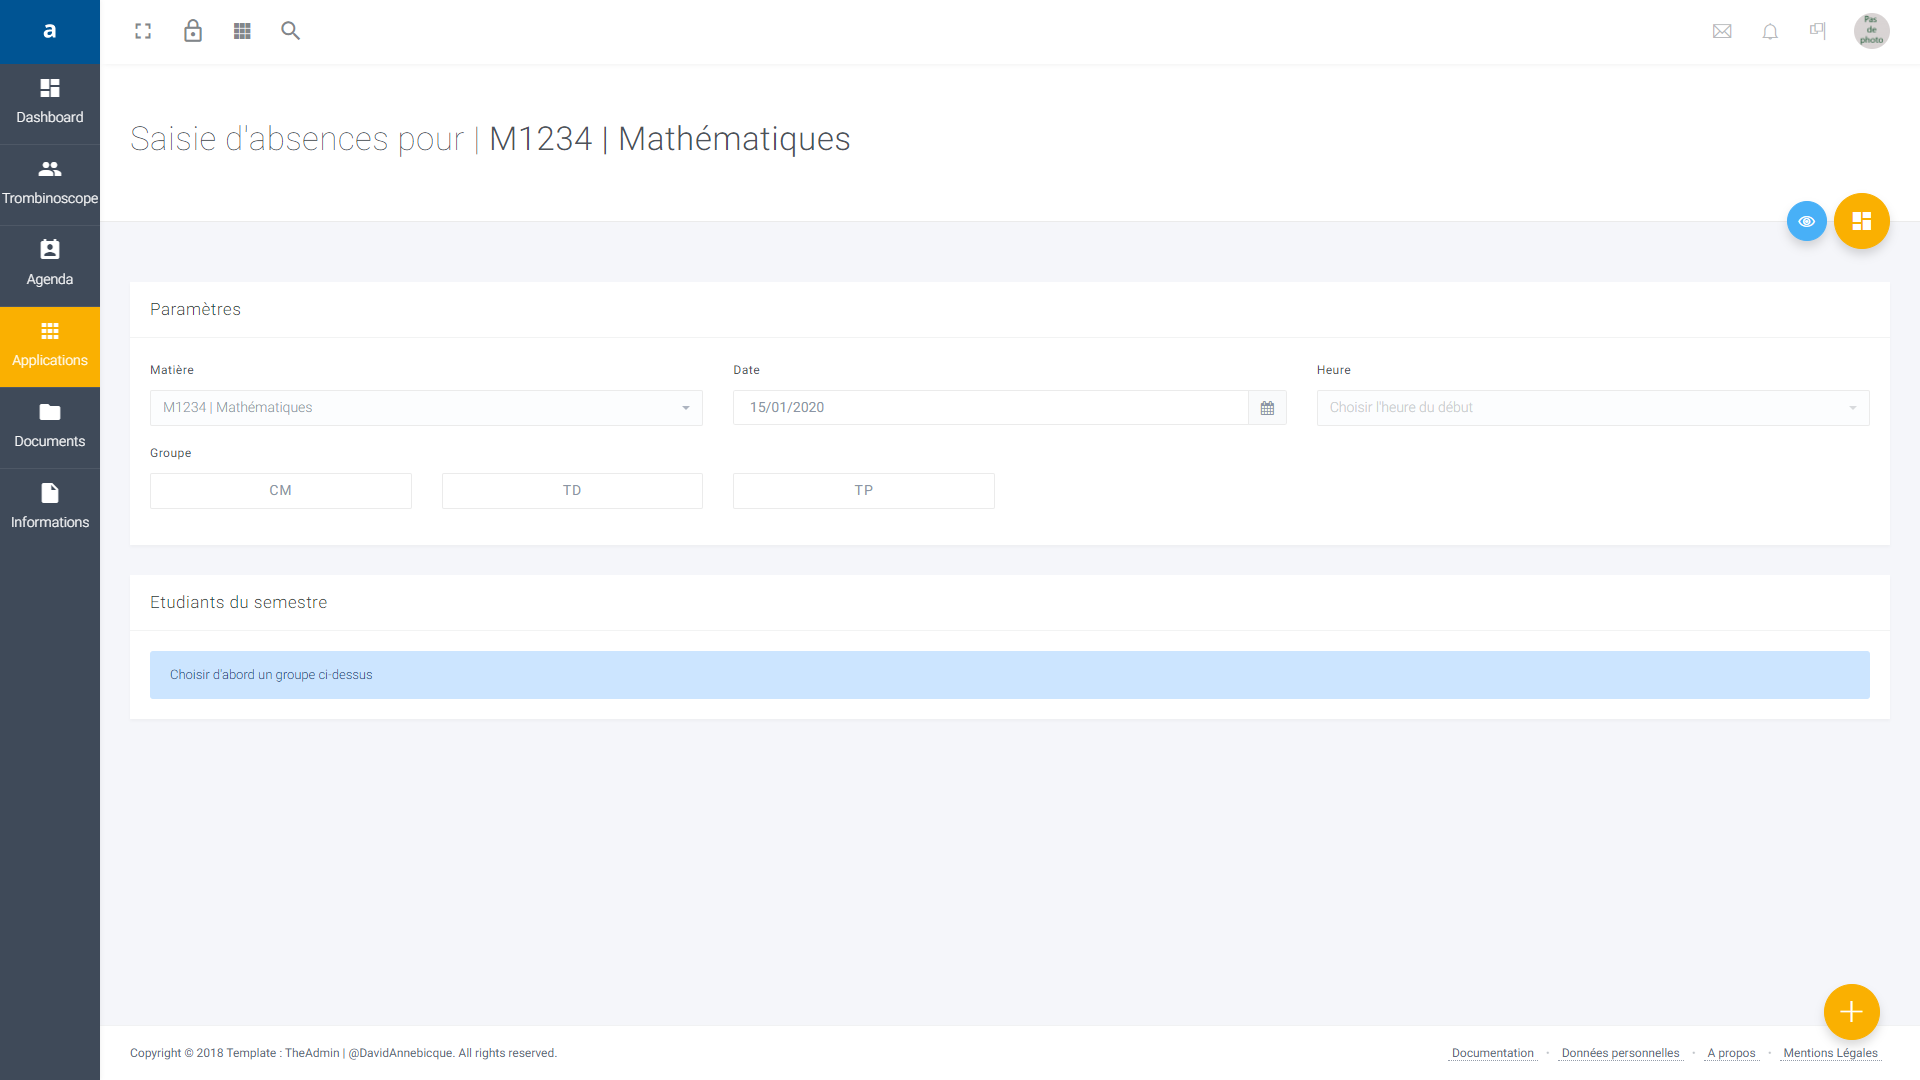 a
Pas
de
photo
Dashboard
Trombinoscope
Agenda
Applications
Documents
Informations
Saisie d'absences pour | M1234 | Mathématiques
Paramètres
Matière
Date
Heure
M1234 | Mathématiques
15/01/2020
Choisir l'heure du début
Groupe
CM
TD
TP
Etudiants du semestre
Choisir d'abord un groupe ci-dessus
Copyright © 2018 Template : TheAdmin | @DavidAnnebicque. All rights reserved.
Documentation · Données personnelles · A propos · Mentions Légales